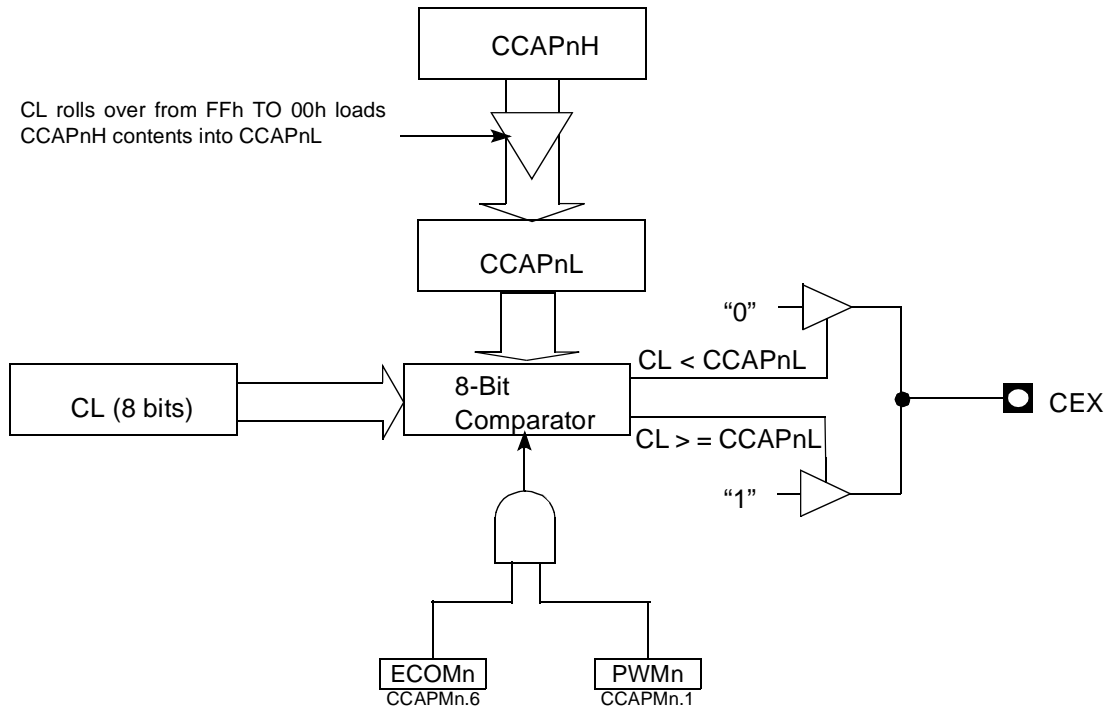 CCAPnH
CL rolls over from FFh TO 00h loads
CCAPnH contents into CCAPnL
CCAPnL
“0”
CL < CCAPnL
CL (8 bits)
8-Bit
Comparator
CEX
CL > = CCAPnL
“1”
ECOMn
CCAPMn.6
PWMn
CCAPMn.1